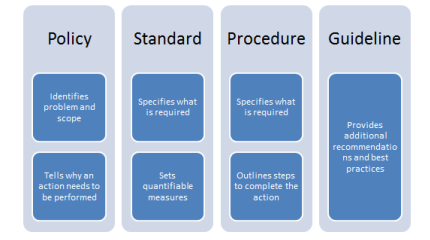 Policy
Identifies
problem and
scope
Tells why an
action needs to
be performed
Standard
Specifies what
is required
Sets
quantifiable
measures
Procedure
Specifies what
is required
Outlines steps
to complete the
action
Guideline
Provides
additional
recommendatio
ns and best
practices